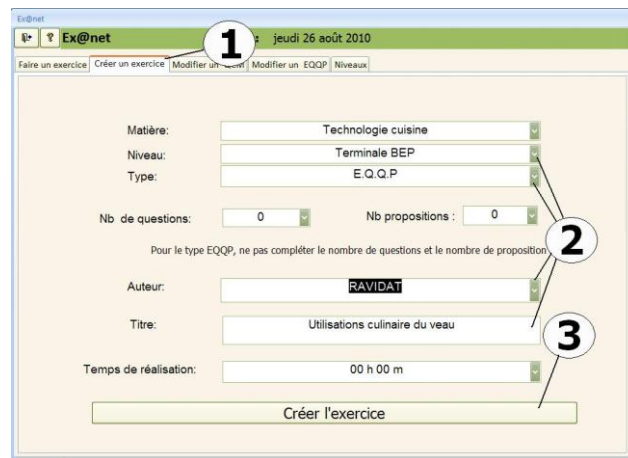 Ex@net
Ex@net : jeudi 26 août 2010
1
Faire un exercice Créer un exercice Modifier un QCM Modifier un EQQP Niveaux
Matière: Technologie cuisine
Niveau: Terminale BEP
Type: E.Q.Q.P
Nb de questions: 0 Nb propositions : 0
Pour le type EQQP, ne pas compléter le nombre de questions et le nombre de proposition
2
Auteur: RAVIDAT
Titre: Utilisations culinaire du veau
3
Temps de réalisation: 00 h 00 m
Créer l'exercice